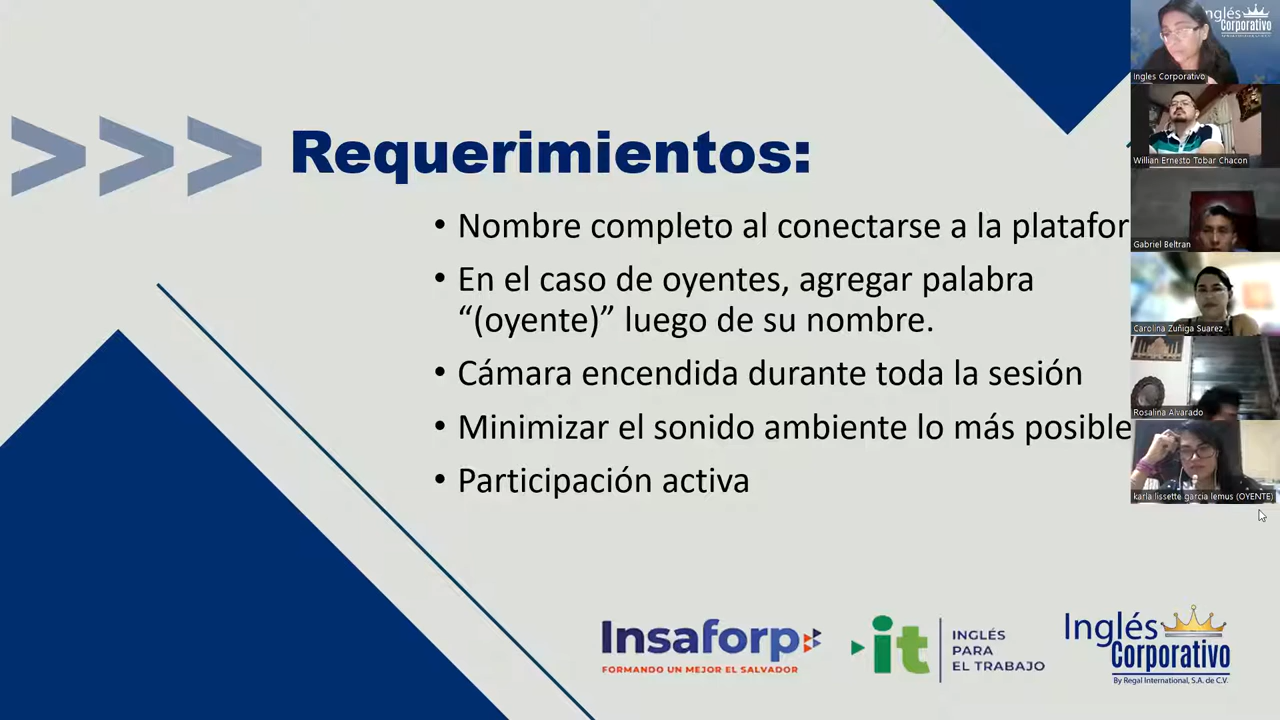 >>> Requerimientos:
• Nombre completo al conectarse a la platafor
• En el caso de oyentes, agregar palabra
“(oyente)” luego de su nombre.
• Cámara encendida durante toda la sesión
• Minimizar el sonido ambiente lo más posible
• Participación activa
Insaforp
FORMANDO UN MEJOR EL SALVADOR
it
INGLÉS
PARA
EL TRABAJO
Inglés
Corporativo
By Regal International, S.A. de C.V.
Inglés
Corporativo
Ingles Corporativo
Willian Ernesto Tobar Chacon
Gabriel Beltran
Carolina Zuñiga Suarez
Rosalina Alvarado
karla lissette garcia lemus (OYENTE)